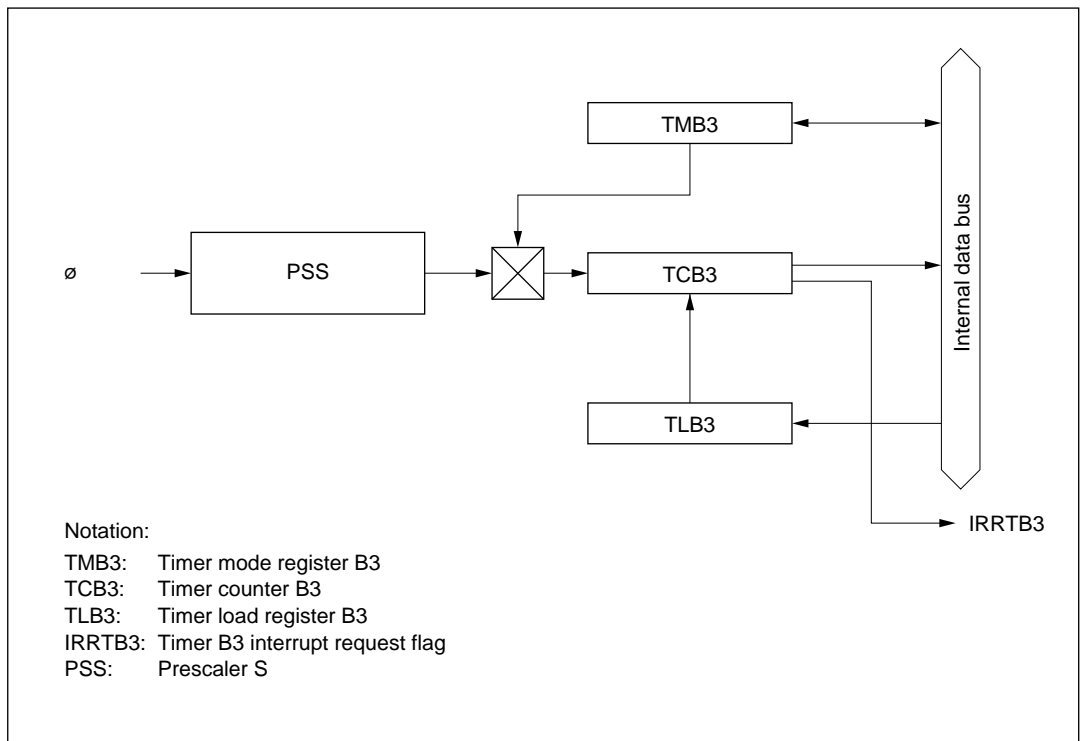 TMB3
ø
PSS
TCB3
Internal data bus
TLB3
IRRTB3
Notation:
TMB3: Timer mode register B3
TCB3: Timer counter B3
TLB3: Timer load register B3
IRRTB3: Timer B3 interrupt request flag
PSS: Prescaler S